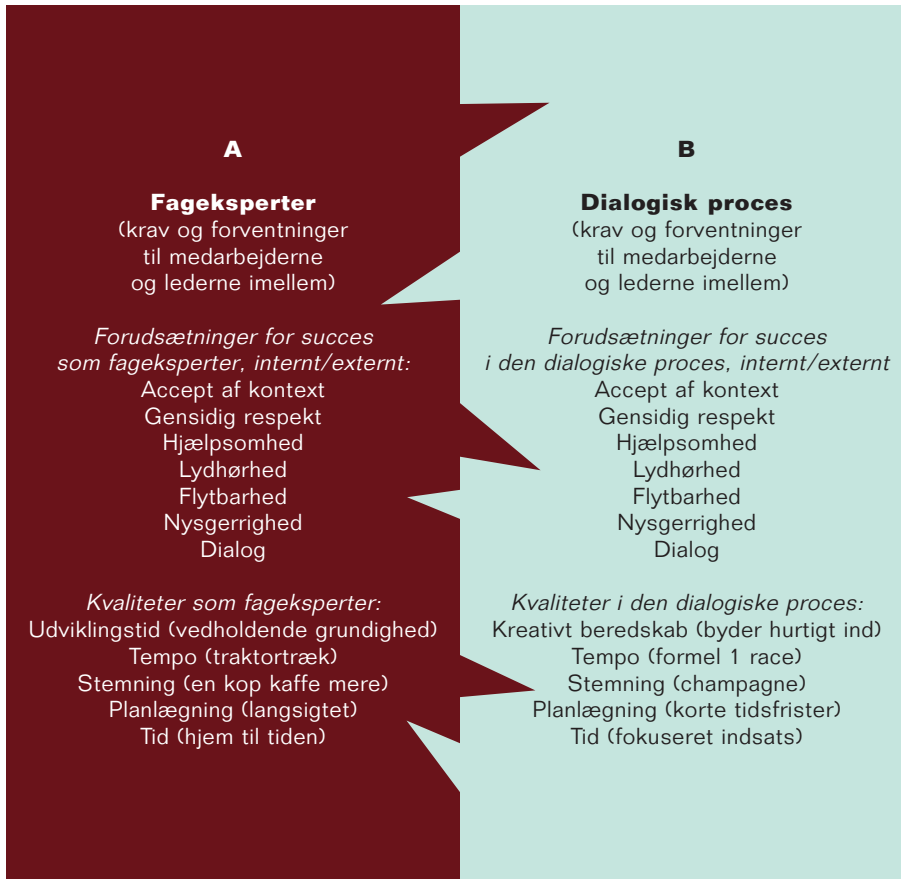 A
Fageksperter
(krav og forventninger
til medarbejderne
og lederne imellem)
Forudsætninger for succes
som fageksperter, internt/externt:
Accept af kontext
Gensidig respekt
Hjælpsomhed
Lydhørhed
Flytbarhed
Nysgerrighed
Dialog
Kvaliteter som fageksperter:
Udviklingstid (vedholdende grundighed)
Tempo (traktortræk)
Stemning (en kop kaffe mere)
Planlægning (langsigtet)
Tid (hjem til tiden)
B
Dialogisk proces
(krav og forventninger
til medarbejderne
og lederne imellem)
Forudsætninger for succes
i den dialogiske proces, internt/externt
Accept af kontext
Gensidig respekt
Hjælpsomhed
Lydhørhed
Flytbarhed
Nysgerrighed
Dialog
Kvaliteter i den dialogiske proces:
Kreativt beredskab (byder hurtigt ind)
Tempo (formel 1 race)
Stemning (champagne)
Planlægning (korte tidsfrister)
Tid (fokuseret indsats)